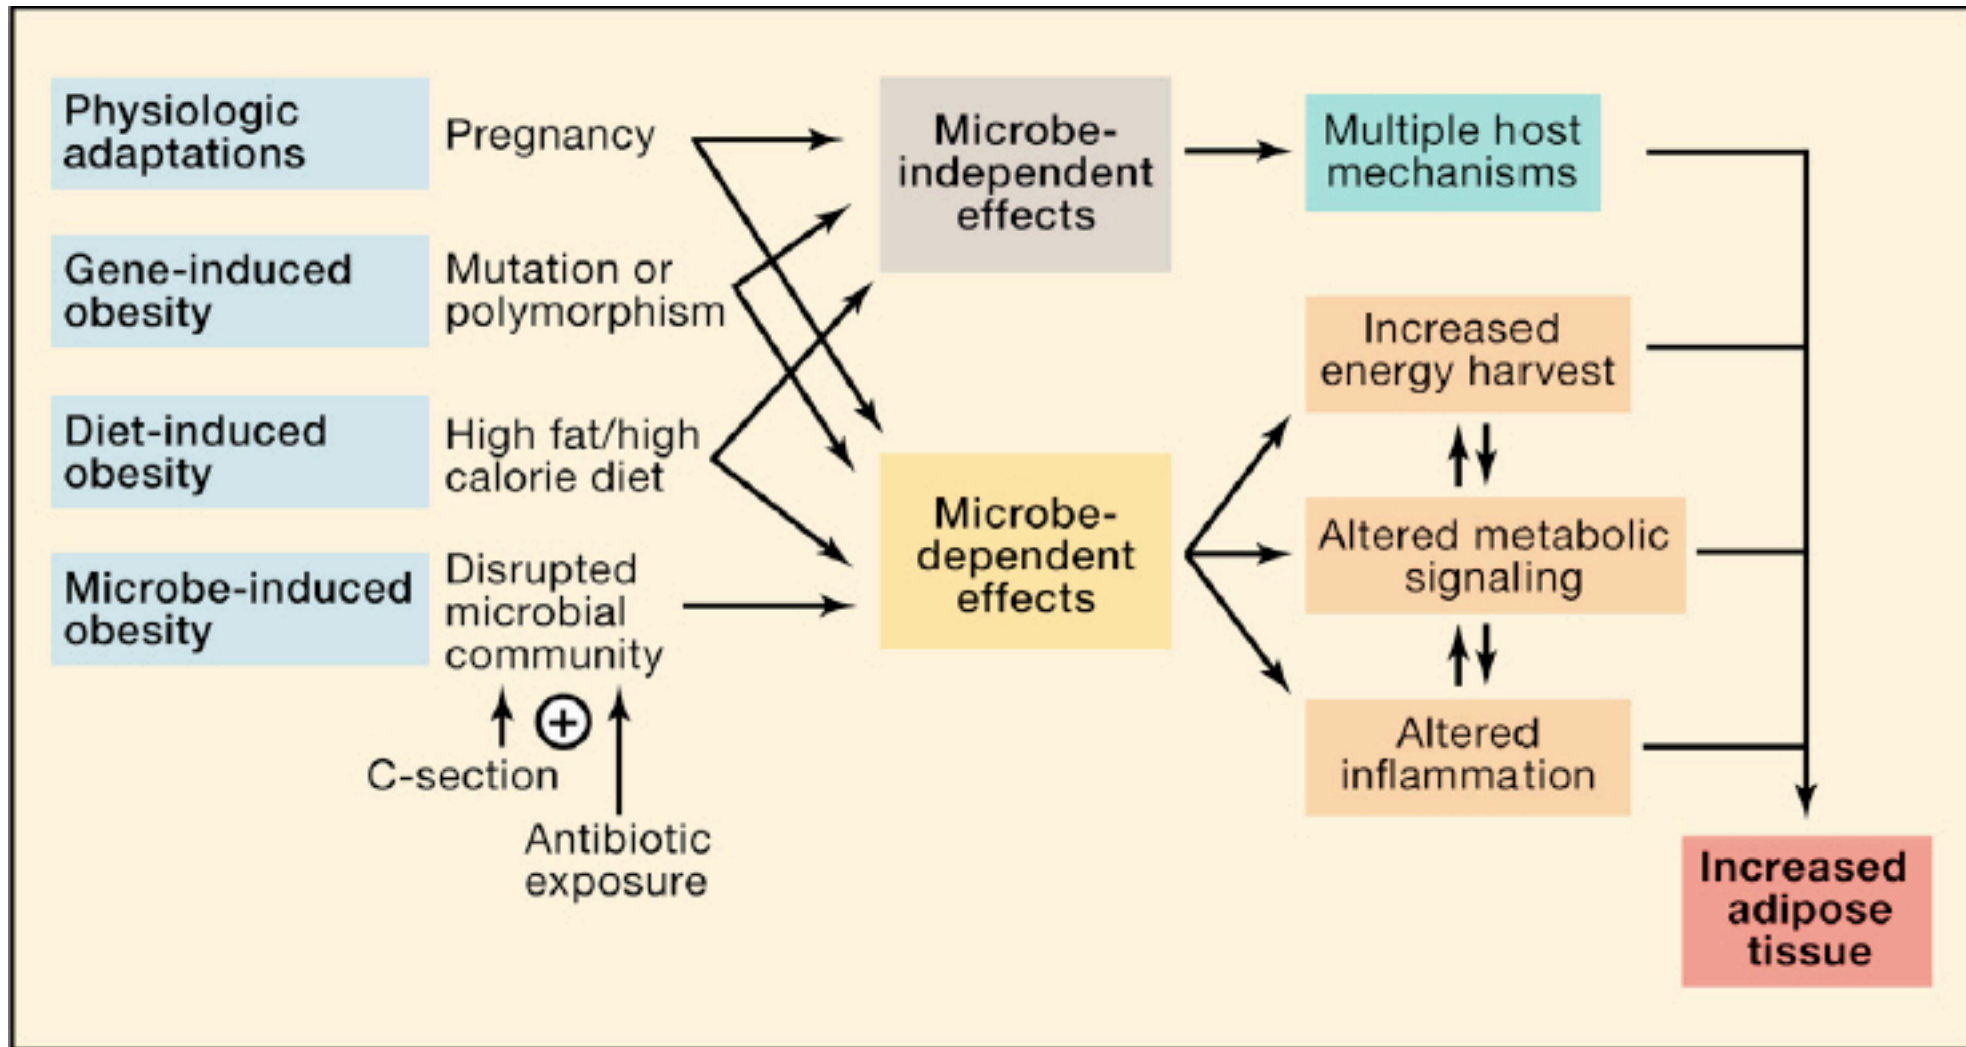 Physiologic
adaptations
Pregnancy
Gene-induced
obesity
Mutation or
polymorphism
Diet-induced
obesity
High fat/high
calorie diet
Microbe-induced
obesity
Disrupted
microbial
community
+
C-section
Antibiotic
exposure
Microbe-
independent
effects
Microbe-
dependent
effects
Multiple host
mechanisms
Increased
energy harvest
Altered metabolic
signaling
Altered
inflammation
Increased
adipose
tissue